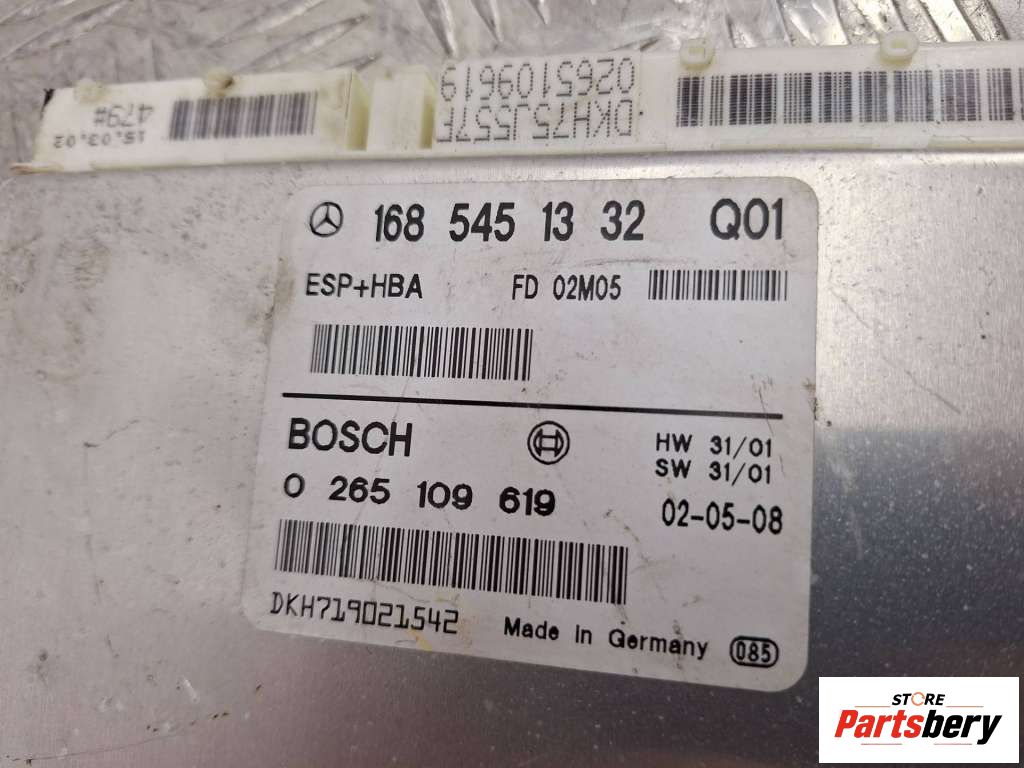 479#
15.03.02
DKH75J557F
0265109619
168 545 13 32 Q01
ESP+HBA FD 02M05
BOSCH HW 31/01
SW 31/01
0 265 109 619 02-05-08
DKH719021542 Made in Germany 085
STORE
Partsbery